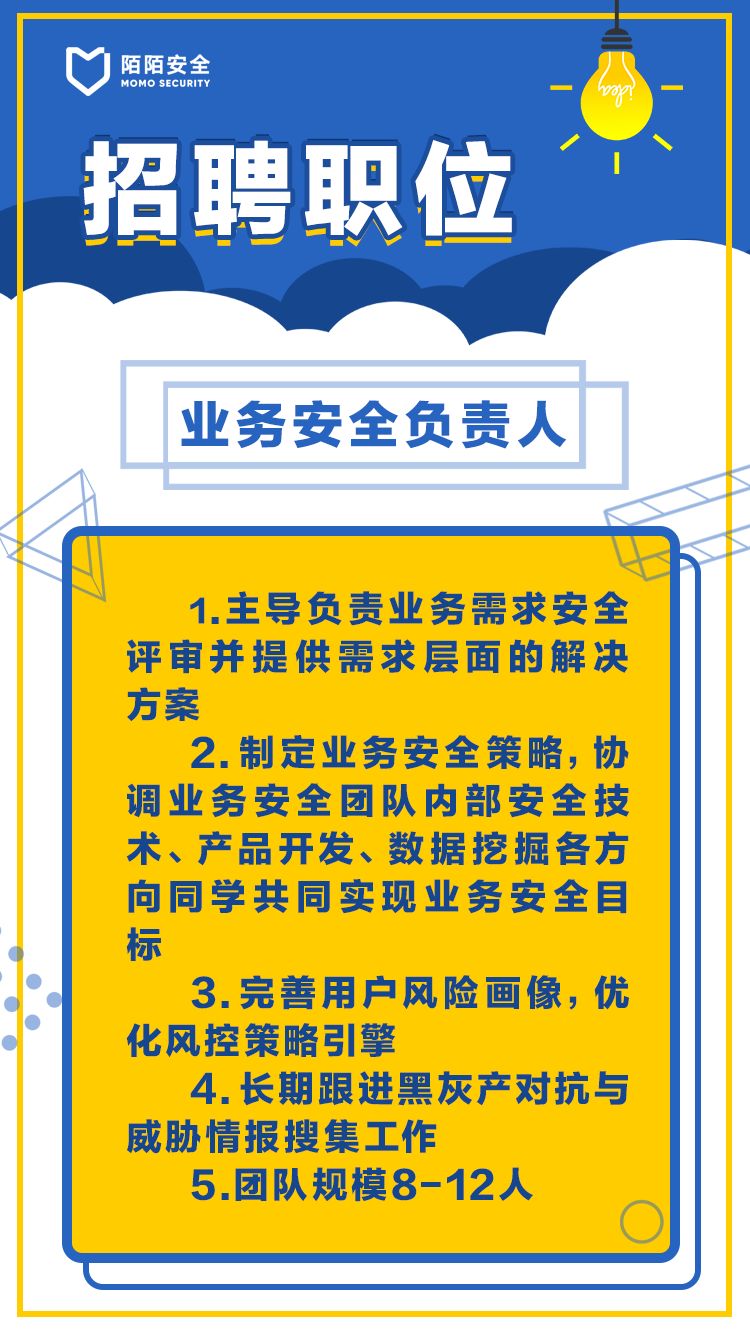 陌陌安全
MOMO SECURITY
idea
招聘职位
业务安全负责人
1.主导负责业务需求安全
评审并提供需求层面的解决
方案
2.制定业务安全策略,协
调业务安全团队内部安全技
术、产品开发、数据挖掘各方
向同学共同实现业务安全目
标
3.完善用户风险画像,优
化风控策略引擎
4.长期跟进黑灰产对抗与
威胁情报搜集工作
5.团队规模8-12人